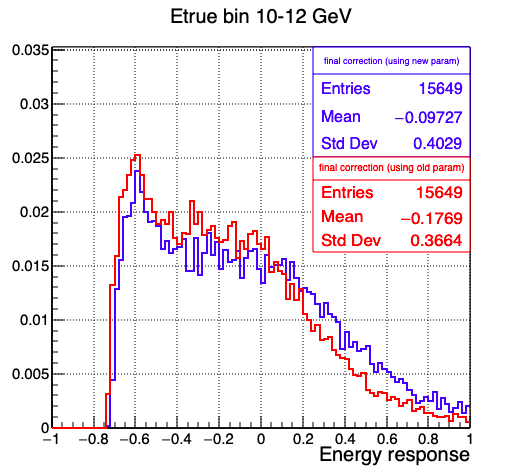 Etrue bin 10-12 GeV
final correction (using new param)
Entries 15649
Mean −0.09727
Std Dev 0.4029
final correction (using old param)
Entries 15649
Mean −0.1769
Std Dev 0.3664
0.035
0.03
0.025
0.02
0.015
0.01
0.005
0
−1 −0.8 −0.6 −0.4 −0.2 0 0.2 0.4 0.6 0.8 1
Energy response